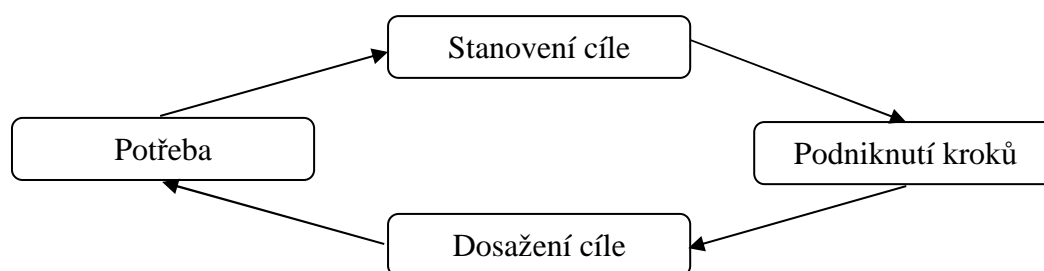 Stanovení cíle
Potřeba
Podniknutí kroků
Dosažení cíle